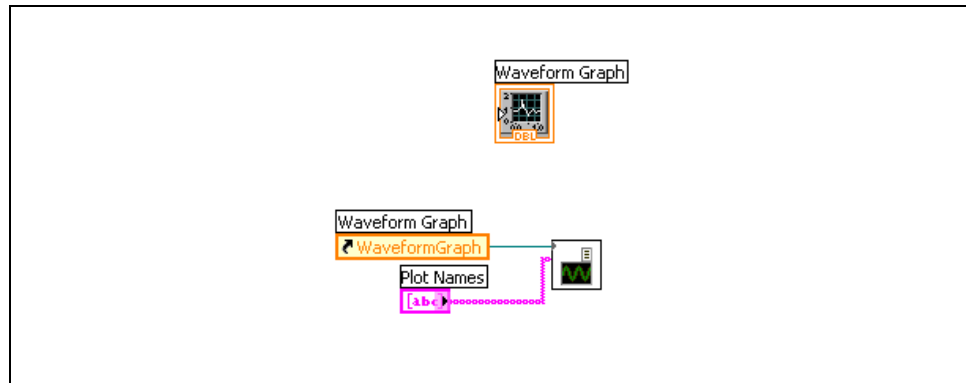 Waveform Graph
DBL
Waveform Graph
WaveformGraph
Plot Names
[abc]